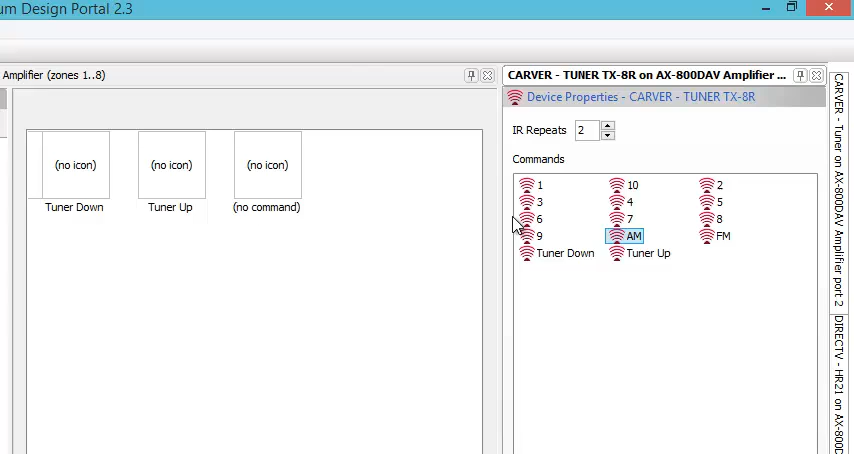 um Design Portal 2.3
Amplifier (zones 1..8)
CARVER - TUNER TX-8R on AX-800DAV Amplifier ...
Device Properties - CARVER - TUNER TX-8R
IR Repeats 2
Commands
(no icon) (no icon) (no icon)
Tuner Down Tuner Up (no command)
1 10 2
3 4 5
6 7 8
9 AM FM
Tuner Down Tuner Up
CARVER - Tuner on AX-800DAV Amplifier port 2
DIRECTV - HR21 on AX-800D